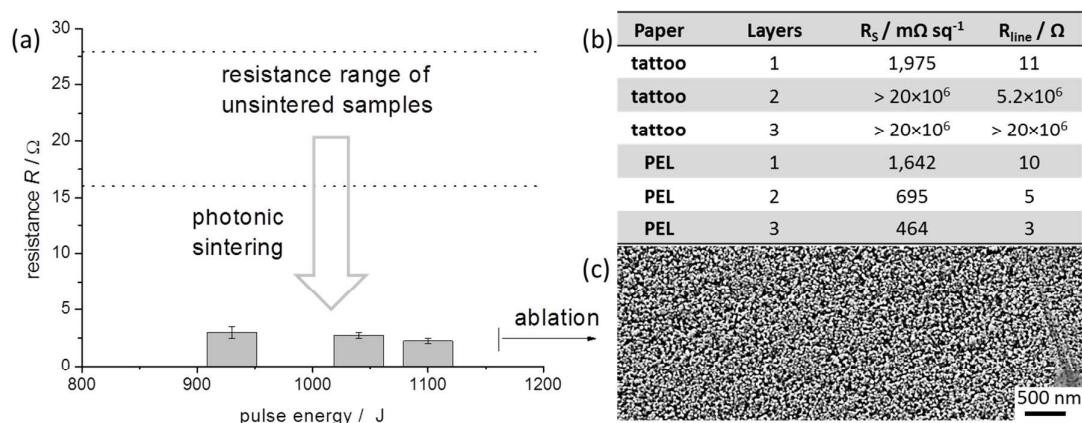 (a)
30
25
20
15
10
5
0
resistance R / Ω
resistance range of
unsintered samples
photonic
sintering
ablation
800 900 1000 1100 1200
pulse energy / J
(b)
Paper Layers R_S / mΩ sq⁻¹ R_line / Ω
tattoo 1 1,975 11
tattoo 2 > 20×10⁶ 5.2×10⁶
tattoo 3 > 20×10⁶ > 20×10⁶
PEL 1 1,642 10
PEL 2 695 5
PEL 3 464 3
(c)
500 nm